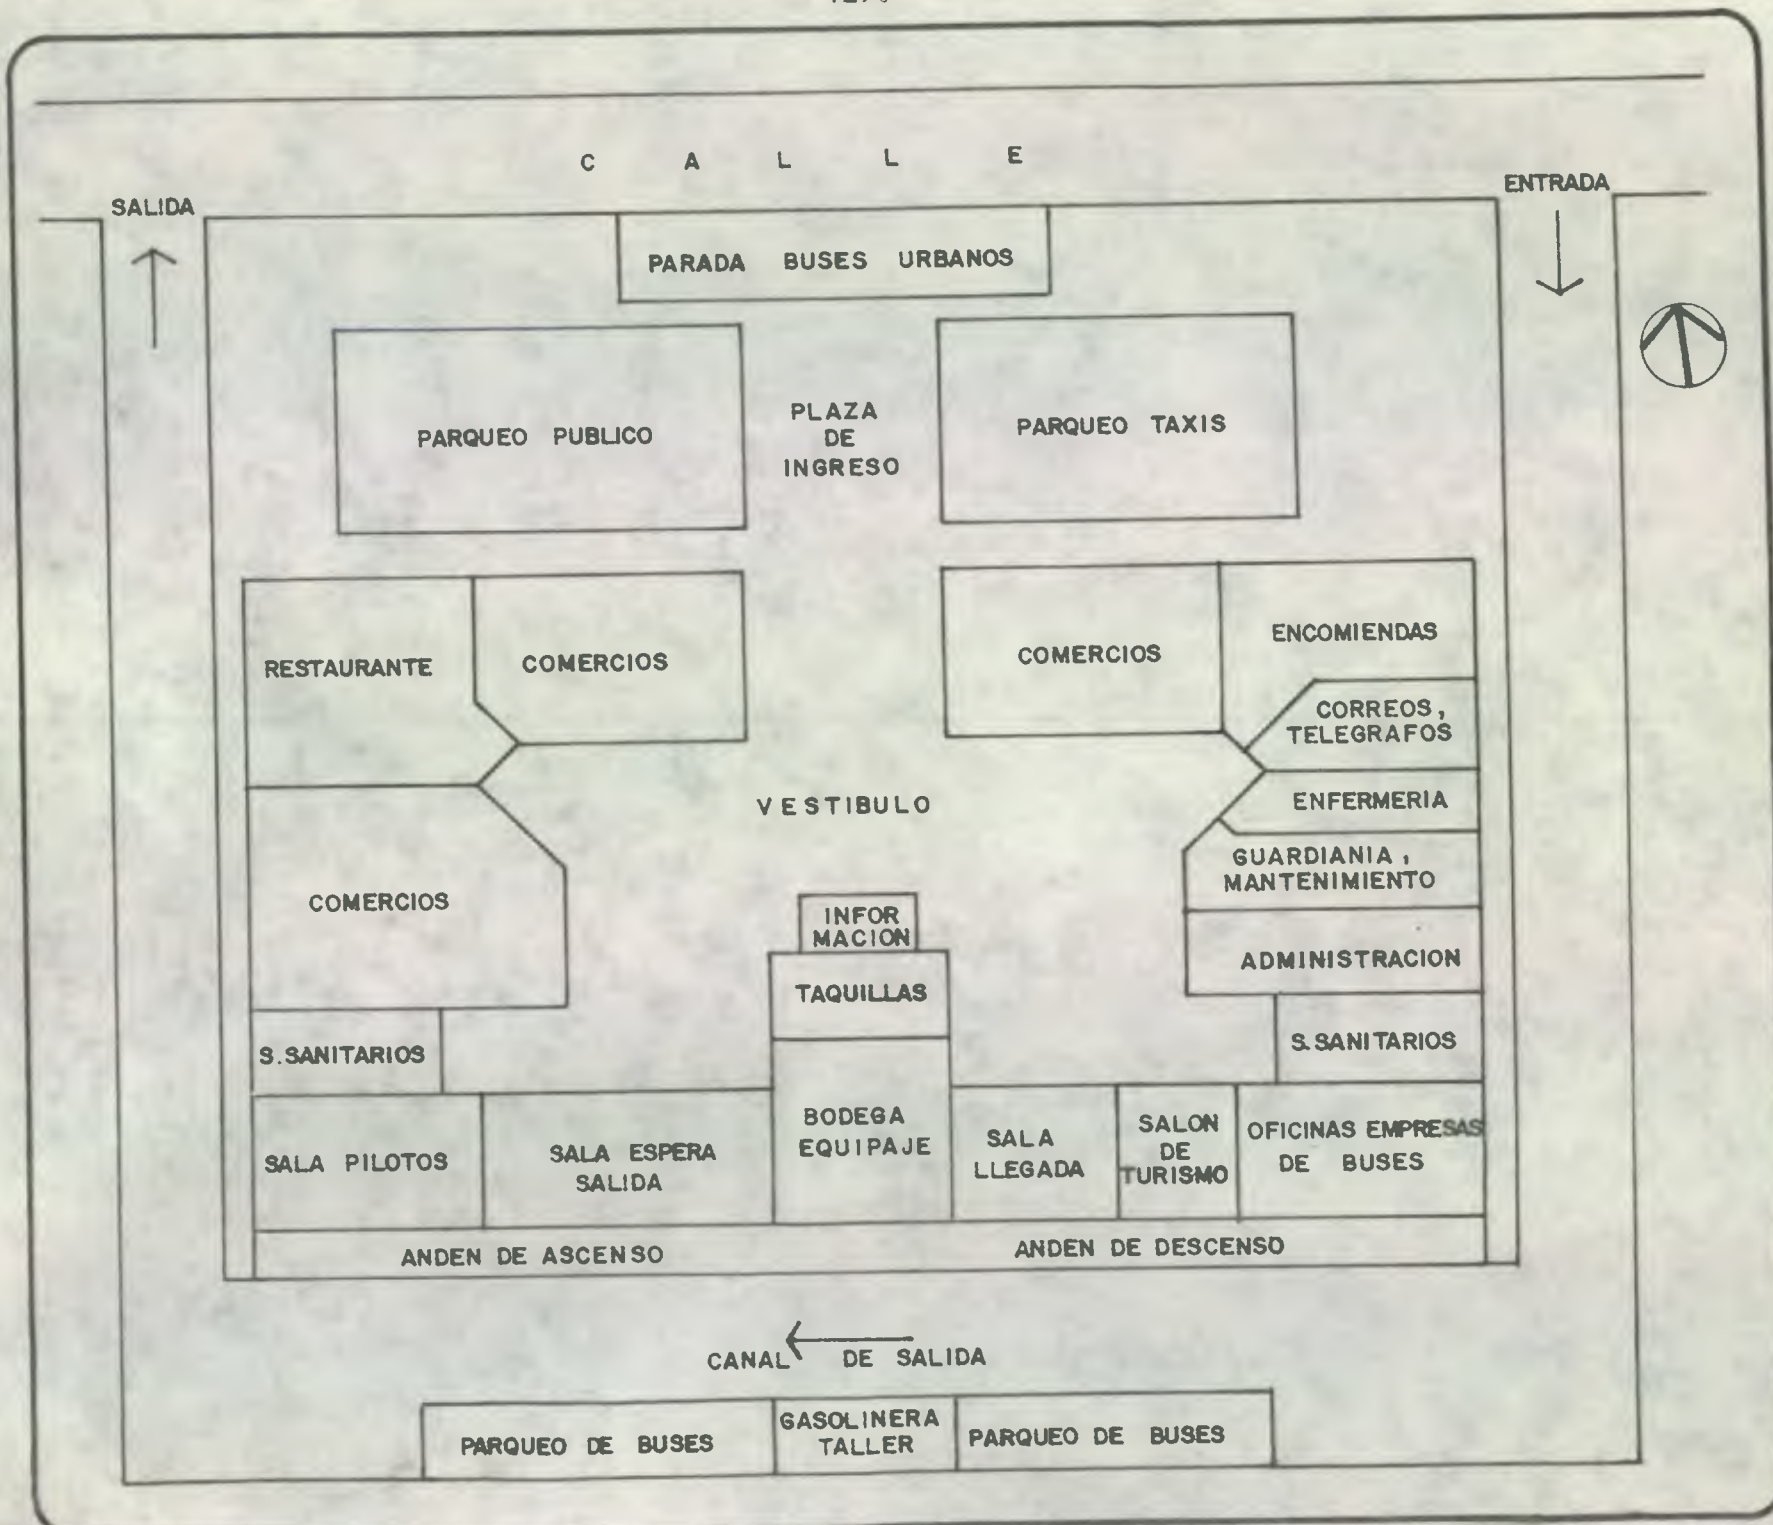 C A L L E
SALIDA
ENTRADA
PARADA BUSES URBANOS
PARQUEO PUBLICO
PLAZA
DE
INGRESO
PARQUEO TAXIS
RESTAURANTE
COMERCIOS
COMERCIOS
ENCOMIENDAS
CORREOS,
TELEGRAFOS
VESTIBULO
ENFERMERIA
GUARDIANIA,
MANTENIMIENTO
COMERCIOS
INFOR
MACION
ADMINISTRACION
TAQUILLAS
S.SANITARIOS
S.SANITARIOS
SALA PILOTOS
SALA ESPERA
SALIDA
BODEGA
EQUIPAJE
SALA
LLEGADA
SALON
DE
TURISMO
OFICINAS EMPRESAS
DE BUSES
ANDEN DE ASCENSO
ANDEN DE DESCENSO
CANAL DE SALIDA
PARQUEO DE BUSES
GASOLINERA
TALLER
PARQUEO DE BUSES